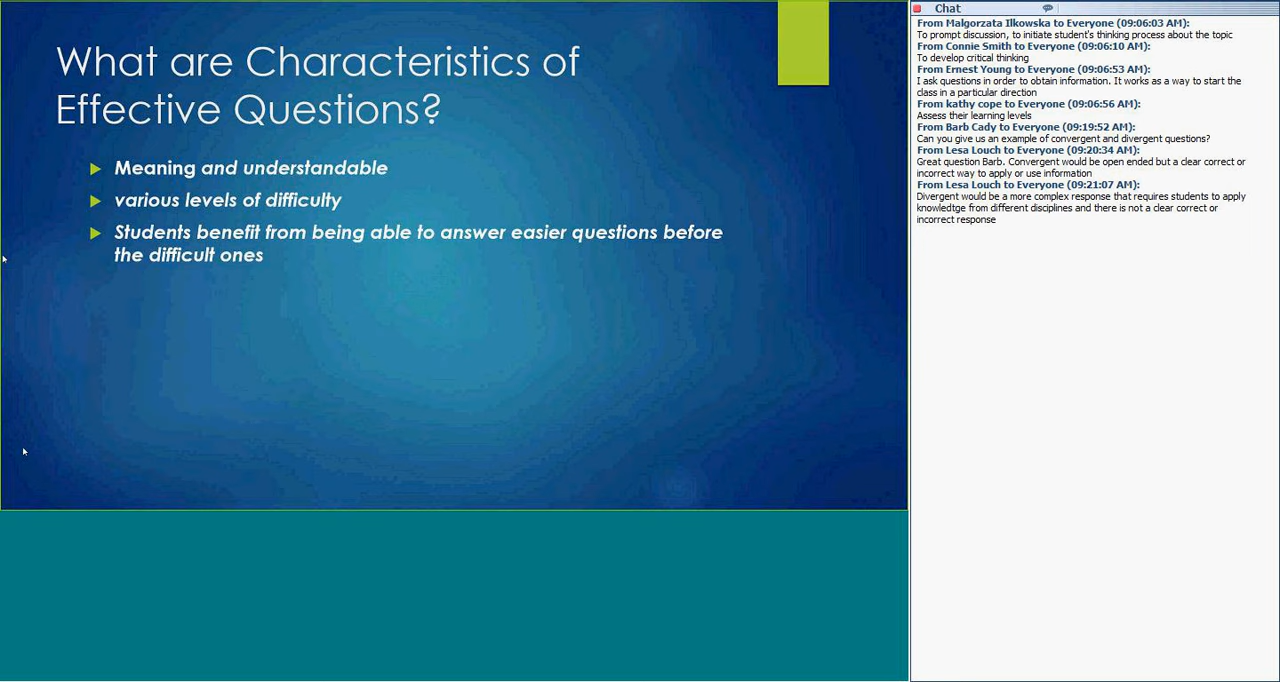 What are Characteristics of
Effective Questions?
Meaning and understandable
various levels of difficulty
Students benefit from being able to answer easier questions before
the difficult ones
Chat
From Malgorzata Ilkowska to Everyone (09:06:03 AM):
To prompt discussion, to initiate student's thinking process about the topic
From Connie Smith to Everyone (09:06:10 AM):
To develop critical thinking
From Ernest Young to Everyone (09:06:53 AM):
I ask questions in order to obtain information. It works as a way to start the
class in a particular direction
From kathy cope to Everyone (09:06:56 AM):
Assess their learning levels
From Barb Cady to Everyone (09:19:52 AM):
Can you give us an example of convergent and divergent questions?
From Lesa Louch to Everyone (09:20:34 AM):
Great question Barb. Convergent would be open ended but a clear correct or
incorrect way to apply or use information
From Lesa Louch to Everyone (09:21:07 AM):
Divergent would be a more complex response that requires students to apply
knowledtge from different disciplines and there is not a clear correct or
incorrect response